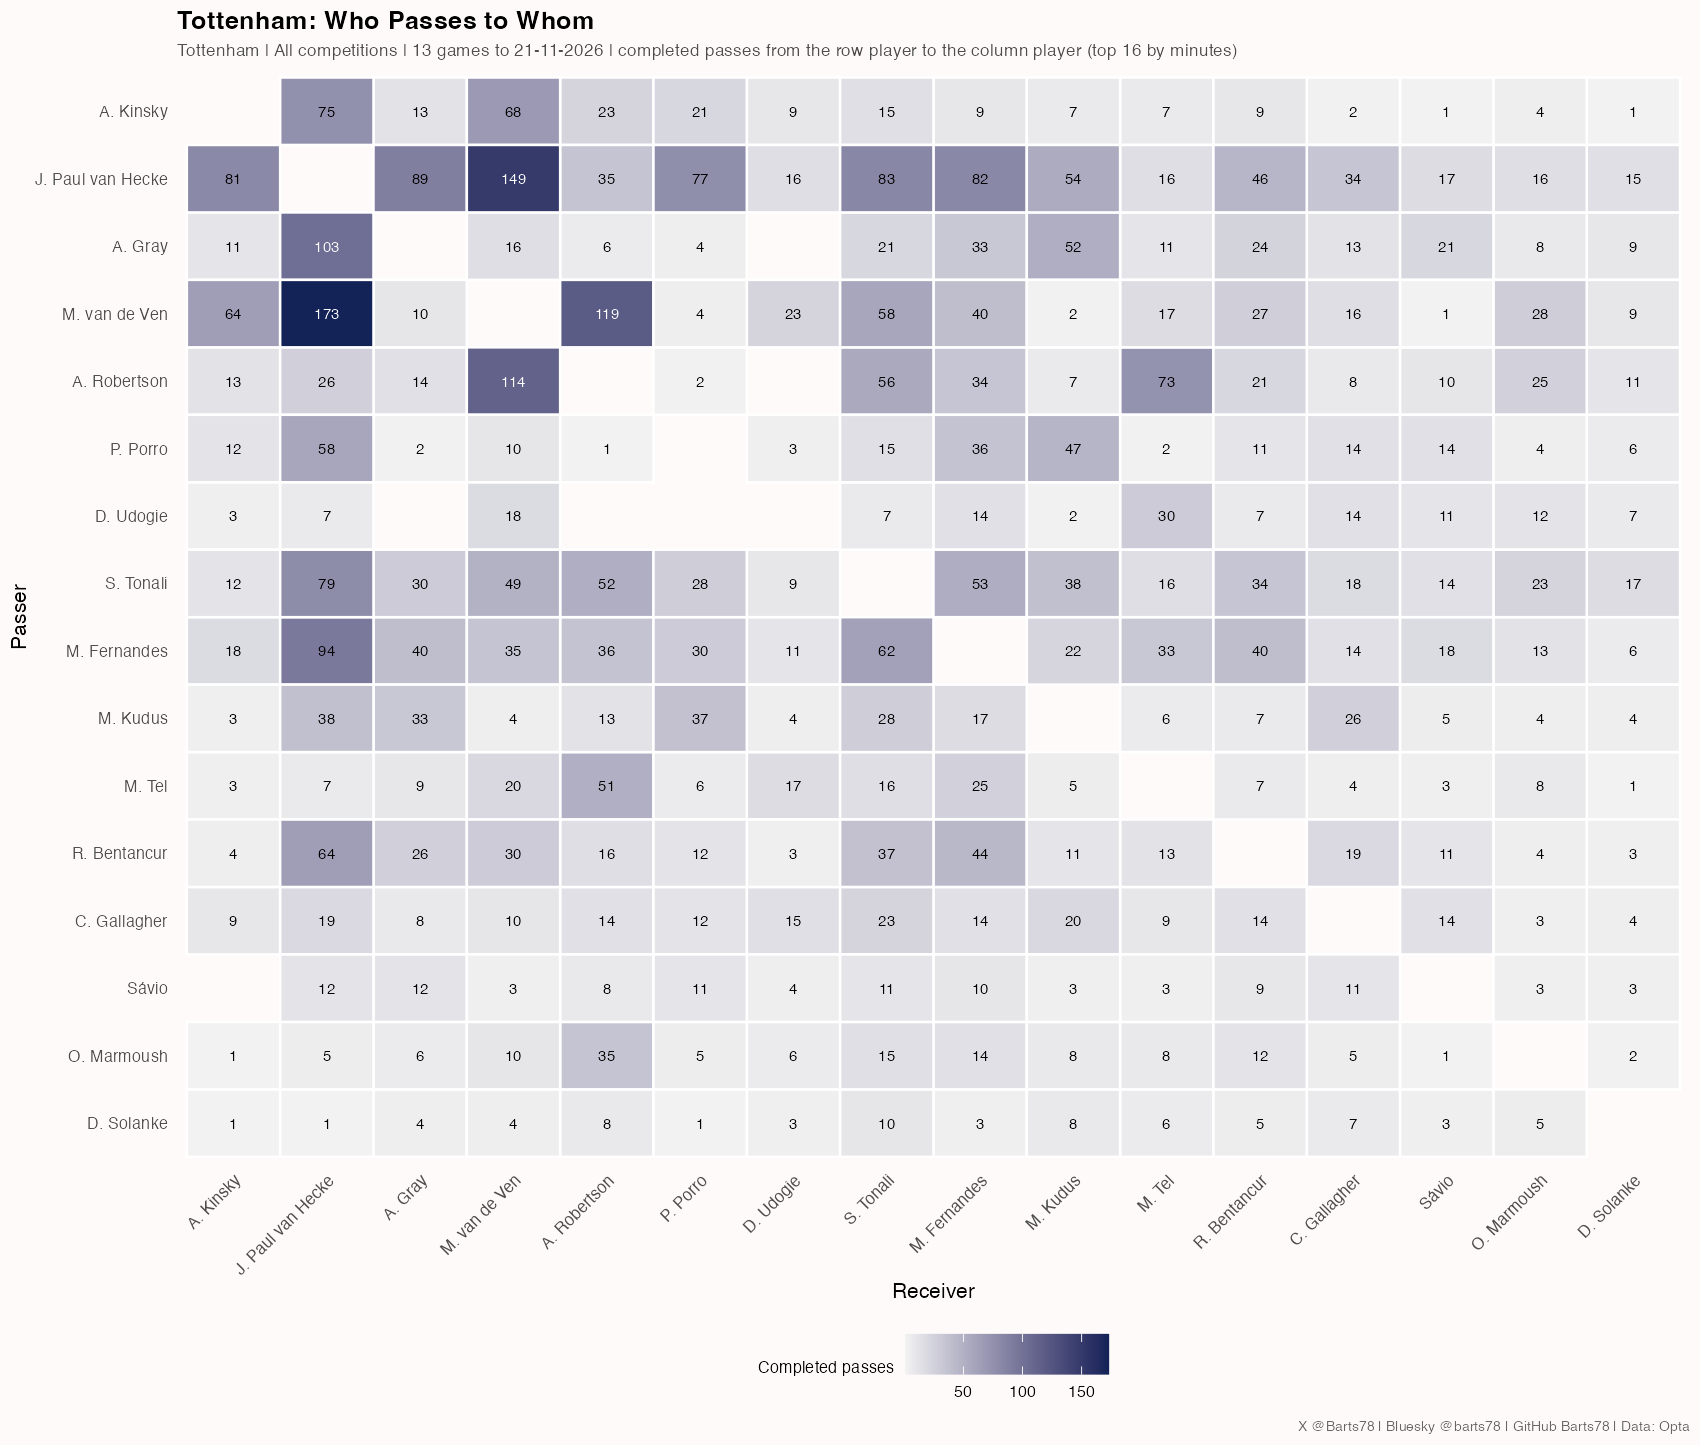 Tottenham: Who Passes to Whom
Tottenham | All competitions | 13 games to 21-11-2026 | completed passes from the row player to the column player (top 16 by minutes)
A. Kinsky 75 13 68 23 21 9 15 9 7 7 9 2 1 4 1
J. Paul van Hecke 81 89 149 35 77 16 83 82 54 16 46 34 17 16 15
A. Gray 11 103 16 6 4 21 33 52 11 24 13 21 8 9
M. van de Ven 64 173 10 119 4 23 58 40 2 17 27 16 1 28 9
A. Robertson 13 26 14 114 2 56 34 7 73 21 8 10 25 11
P. Porro 12 58 2 10 1 3 15 36 47 2 11 14 14 4 6
D. Udogie 3 7 18 7 14 2 30 7 14 11 12 7
S. Tonali 12 79 30 49 52 28 9 53 38 16 34 18 14 23 17
M. Fernandes 18 94 40 35 36 30 11 62 22 33 40 14 18 13 6
M. Kudus 3 38 33 4 13 37 4 28 17 6 7 26 5 4 4
M. Tel 3 7 9 20 51 6 17 16 25 5 7 4 3 8 1
R. Bentancur 4 64 26 30 16 12 3 37 44 11 13 19 11 4 3
C. Gallagher 9 19 8 10 14 12 15 23 14 20 9 14 14 3 4
Sávio 12 12 3 8 11 4 11 10 3 3 9 11 3 3
O. Marmoush 1 5 6 10 35 5 6 15 14 8 8 12 5 1 2
D. Solanke 1 1 4 4 8 1 3 10 3 8 6 5 7 3 5
Passer
A. Kinsky J. Paul van Hecke A. Gray M. van de Ven A. Robertson P. Porro D. Udogie S. Tonali M. Fernandes M. Kudus M. Tel R. Bentancur C. Gallagher Sávio O. Marmoush D. Solanke
Receiver
Completed passes
50 100 150
X @Barts78 | Bluesky @barts78 | GitHub Barts78 | Data: Opta